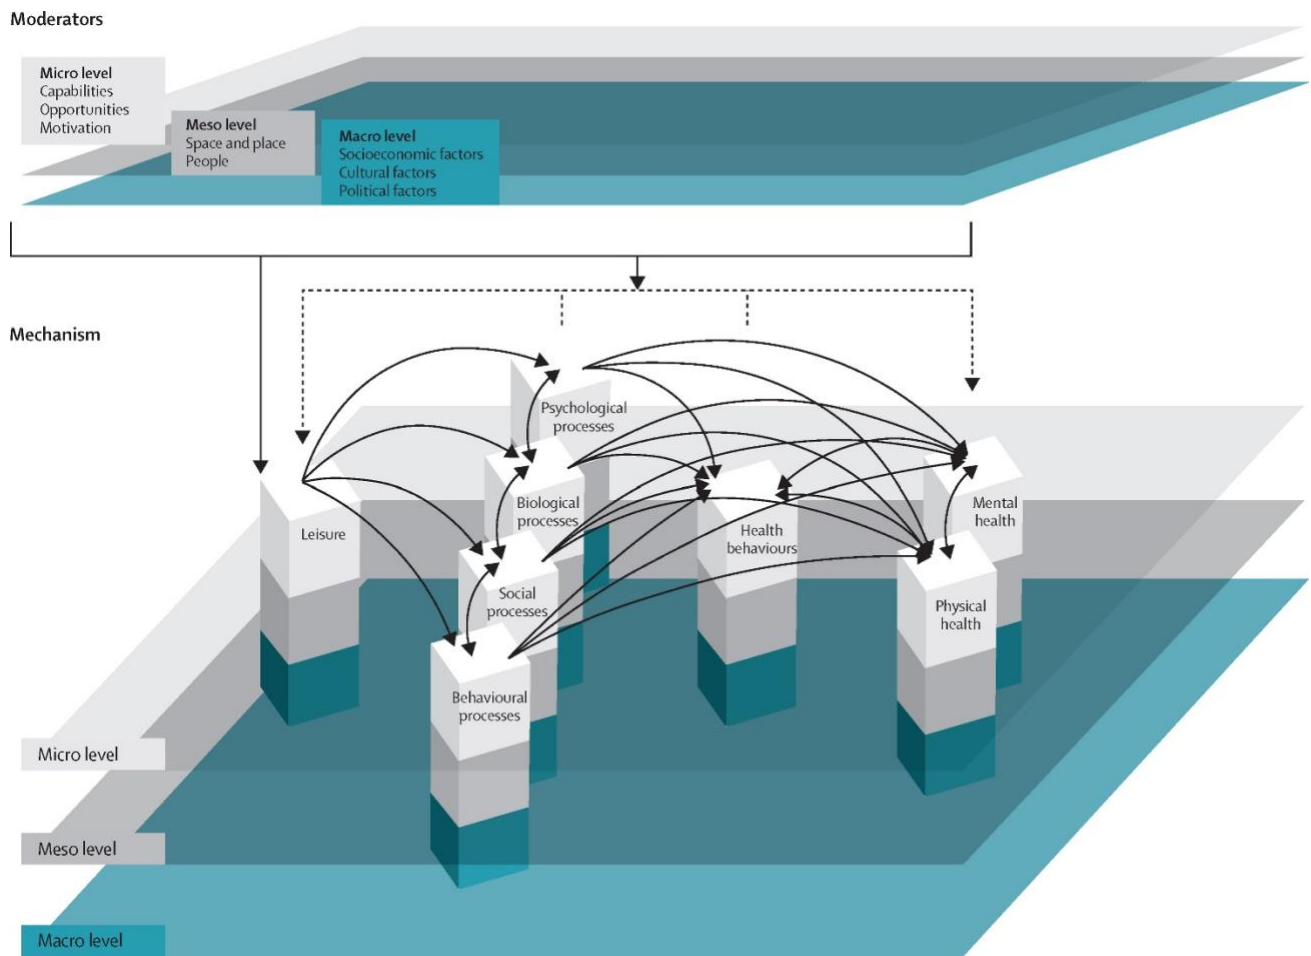 Moderators
Micro level
Capabilities
Opportunities
Motivation
Meso level
Space and place
People
Macro level
Socioeconomic factors
Cultural factors
Political factors
Mechanism
Psychological
processes
Biological
processes
Leisure
Social
processes
Behavioural
processes
Health
behaviours
Mental
health
Physical
health
Micro level
Meso level
Macro level